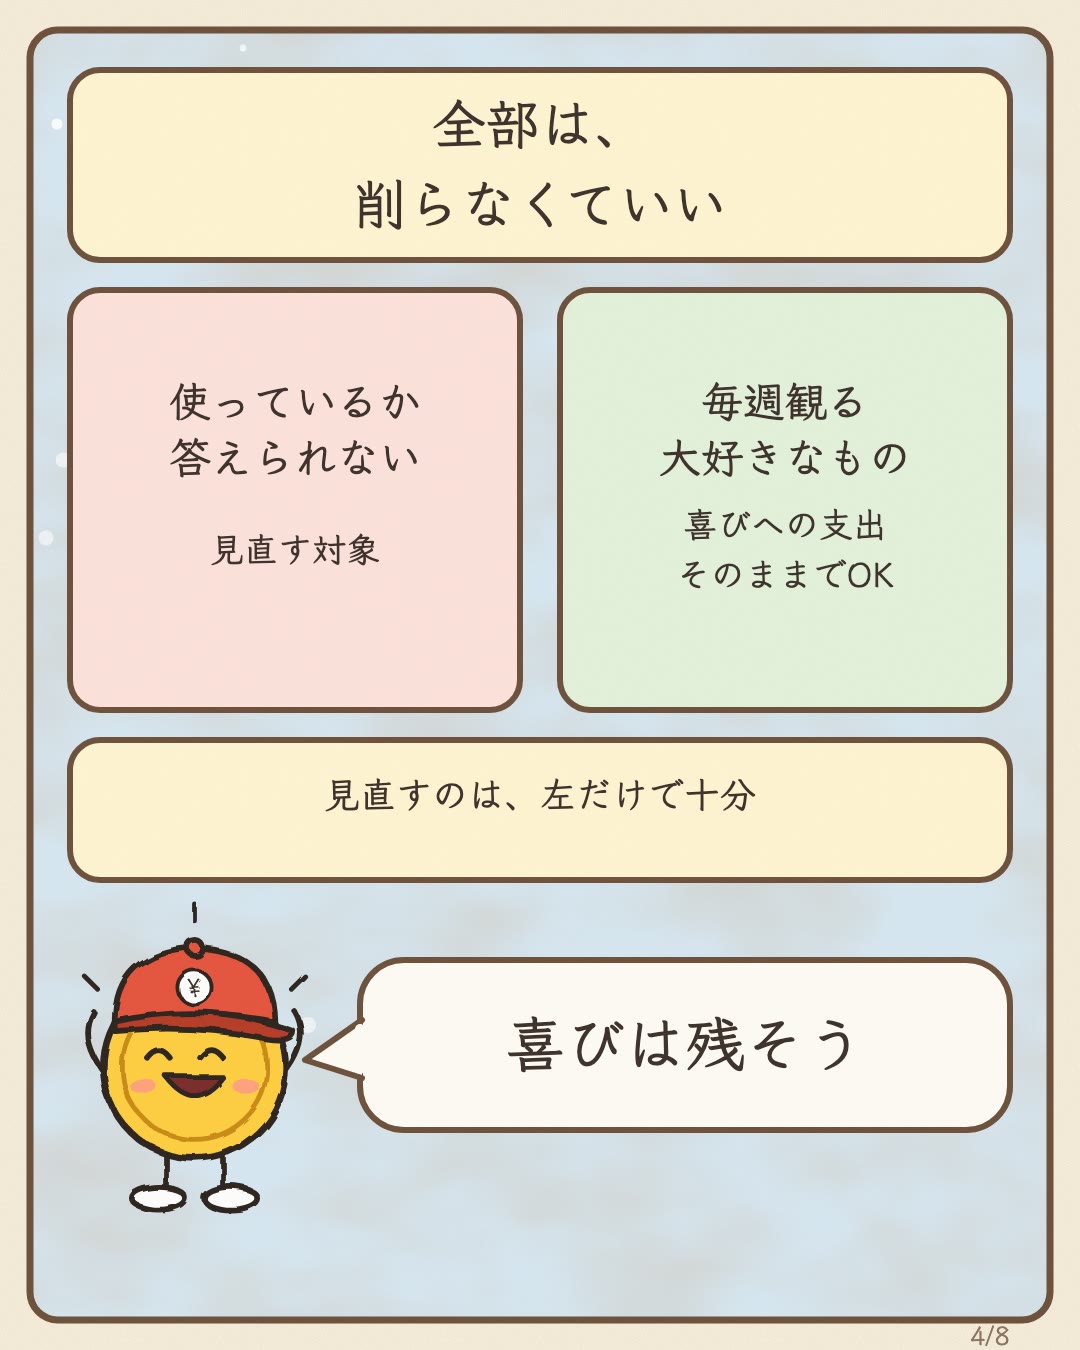 全部は、
削らなくていい
使っているか
答えられない
見直す対象
毎週観る
大好きなもの
喜びへの支出
そのままでOK
見直すのは、左だけで十分
¥
喜びは残そう
4/8